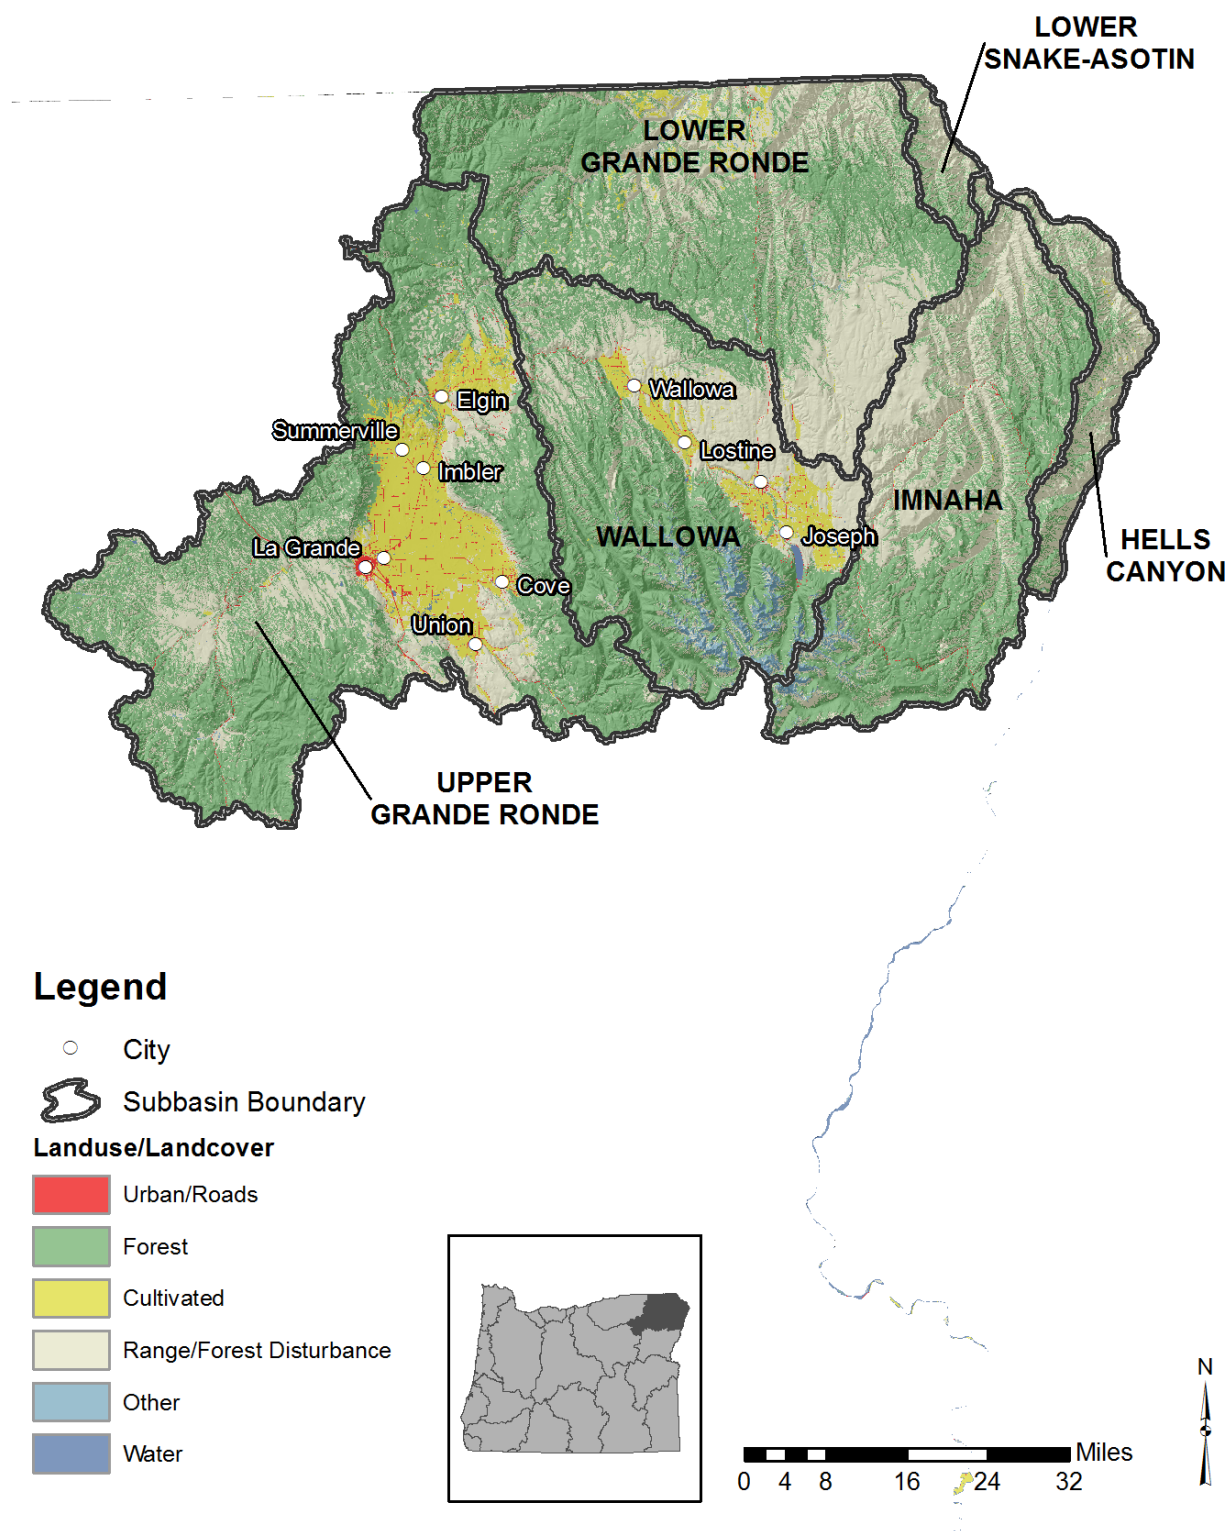 LOWER
SNAKE-ASOTIN
LOWER
GRANDE RONDE
Wallowa
Elgin
Summerville
Lostine
Imbler
IMNAHA
WALLOWA
Joseph
HELLS
CANYON
La Grande
Cove
Union
UPPER
GRANDE RONDE
Legend
City
Subbasin Boundary
Landuse/Landcover
Urban/Roads
Forest
Cultivated
Range/Forest Disturbance
Other
Water
N
Miles
0 4 8 16 24 32